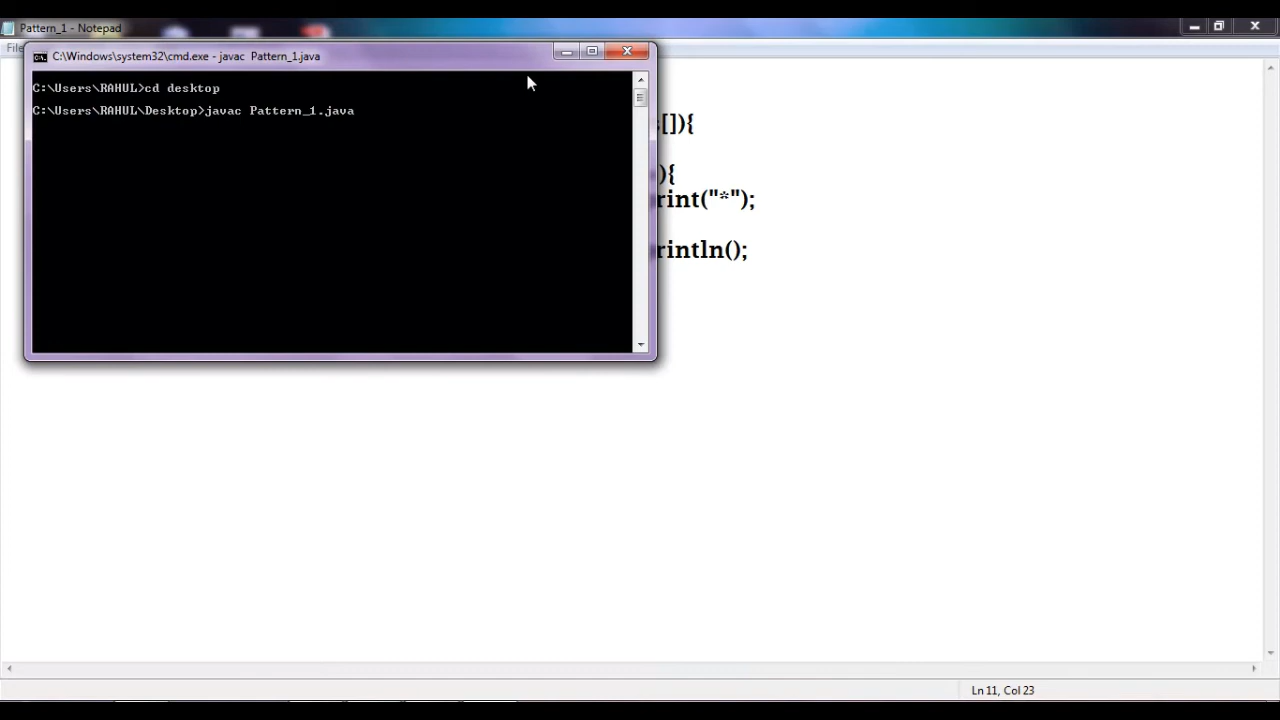 Pattern_1 - Notepad
File
C:\Windows\system32\cmd.exe - javac  Pattern_1.java
C:\Users\RAHUL>cd desktop
C:\Users\RAHUL\Desktop>javac Pattern_1.java
s[]){
){
rint("*");
rintln();
Ln 11, Col 23